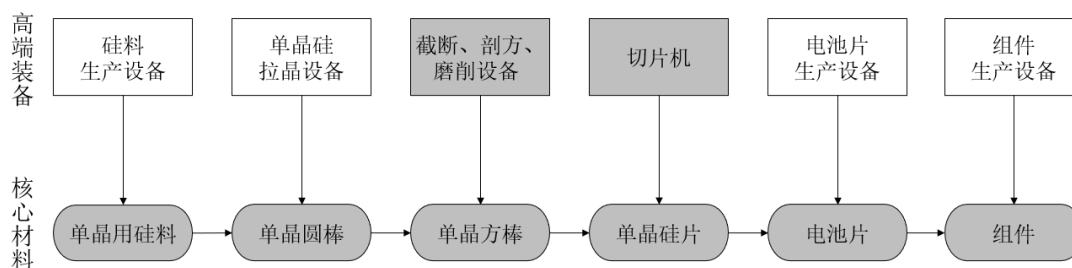 高端装备
硅料
生产设备
单晶硅
拉晶设备
截断、剖方、
磨削设备
切片机
电池片
生产设备
组件
生产设备
核心材料
单晶用硅料
单晶圆棒
单晶方棒
单晶硅片
电池片
组件